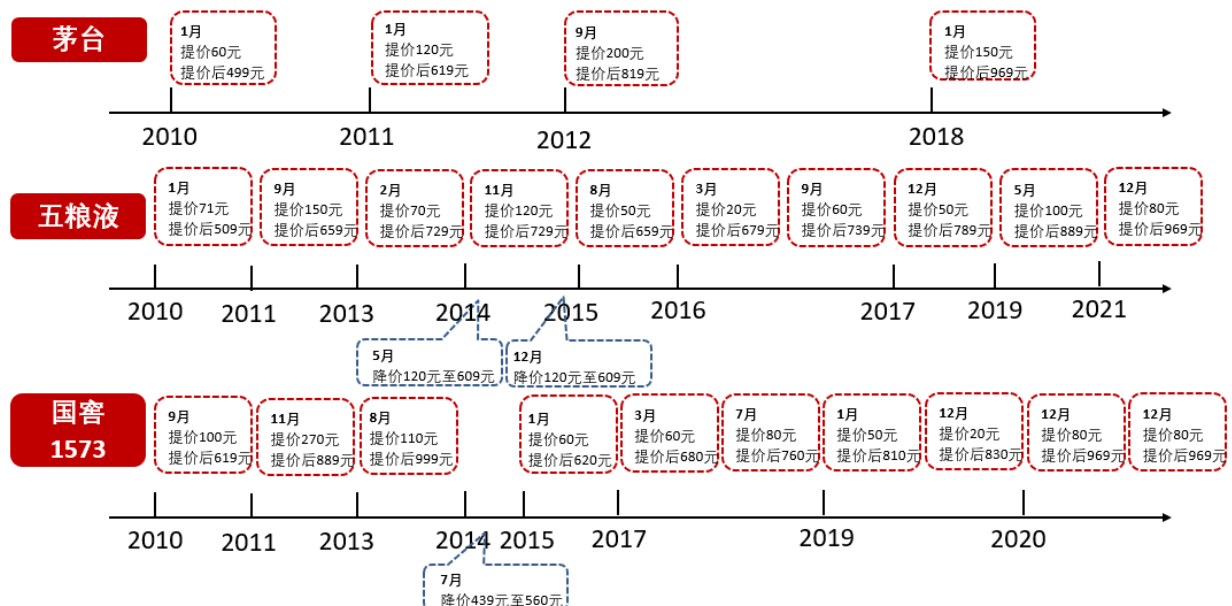 茅台
1月
提价60元
提价后499元
1月
提价120元
提价后619元
9月
提价200元
提价后819元
1月
提价150元
提价后969元
2010
2011
2012
2018
五粮液
1月
提价71元
提价后509元
9月
提价150元
提价后659元
2月
提价70元
提价后729元
11月
提价120元
提价后729元
8月
提价50元
提价后659元
3月
提价20元
提价后679元
9月
提价60元
提价后739元
12月
提价50元
提价后789元
5月
提价100元
提价后889元
12月
提价80元
提价后969元
2010
2011
2013
2014
2015
2016
2017
2019
2021
5月
降价120元至609元
12月
降价120元至609元
国窖
1573
9月
提价100元
提价后619元
11月
提价270元
提价后889元
8月
提价110元
提价后999元
1月
提价60元
提价后620元
3月
提价60元
提价后680元
7月
提价80元
提价后760元
1月
提价50元
提价后810元
12月
提价20元
提价后830元
12月
提价80元
提价后969元
12月
提价80元
提价后969元
2010
2011
2013
2014
2015
2017
2019
2020
7月
降价439元至560元